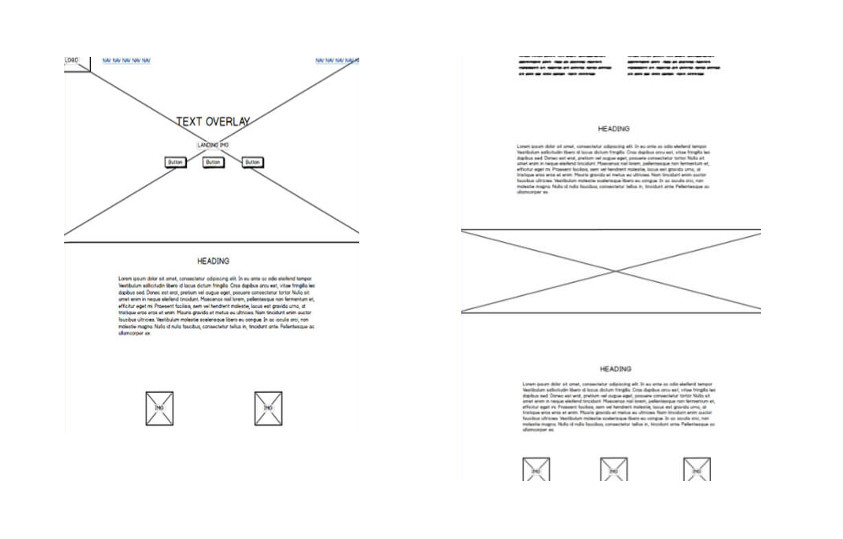 LOGO
NAV NAV NAV NAV NAV
NAV NAV NAV NAV
TEXT OVERLAY
LANDING IMG
Button
Button
Button
HEADING
Lorem ipsum dolor sit amet, consectetur adipiscing elit. In eu ante ac odio eleifend tempor.
Vestibulum sollicitudin libero id lacus dictum fringilla. Cras dapibus arcu est, vitae fringilla leo
dapibus sed. Donec est erat, pretium vel augue eget, posuere consectetur tortor. Nulla sit
amet enim in neque eleifend tincidunt. Maecenas nisl lorem, pellentesque non fermentum et,
efficitur eget mi. Praesent facilisis, sem vel hendrerit molestie, lacus est gravida urna, at
tristique eros eros et enim. Mauris gravida et metus eu ultricies. Nam tincidunt enim auctor
faucibus ultricies. Vestibulum molestie scelerisque libero eu congue. In ac iaculis orci, non
molestie magna. Nulla id nulla faucibus, consectetur tellus in, tincidunt ante. Pellentesque ac
ullamcorper ex.
IMG
IMG
HEADING
Lorem ipsum dolor sit amet, consectetur adipiscing elit. In eu ante ac odio eleifend tempor.
Vestibulum sollicitudin libero id lacus dictum fringilla. Cras dapibus arcu est, vitae fringilla leo
dapibus sed. Donec est erat, pretium vel augue eget, posuere consectetur tortor. Nulla sit
amet enim in neque eleifend tincidunt. Maecenas nisl lorem, pellentesque non fermentum et,
efficitur eget mi. Praesent facilisis, sem vel hendrerit molestie, lacus est gravida urna, at
tristique eros eros et enim. Mauris gravida et metus eu ultricies. Nam tincidunt enim auctor
faucibus ultricies. Vestibulum molestie scelerisque libero eu congue. In ac iaculis orci, non
molestie magna. Nulla id nulla faucibus, consectetur tellus in, tincidunt ante. Pellentesque ac
ullamcorper ex.
HEADING
Lorem ipsum dolor sit amet, consectetur adipiscing elit. In eu ante ac odio eleifend tempor.
Vestibulum sollicitudin libero id lacus dictum fringilla. Cras dapibus arcu est, vitae fringilla leo
dapibus sed. Donec est erat, pretium vel augue eget, posuere consectetur tortor. Nulla sit
amet enim in neque eleifend tincidunt. Maecenas nisl lorem, pellentesque non fermentum et,
efficitur eget mi. Praesent facilisis, sem vel hendrerit molestie, lacus est gravida urna, at
tristique eros eros et enim. Mauris gravida et metus eu ultricies. Nam tincidunt enim auctor
faucibus ultricies. Vestibulum molestie scelerisque libero eu congue. In ac iaculis orci, non
molestie magna. Nulla id nulla faucibus, consectetur tellus in, tincidunt ante. Pellentesque ac
ullamcorper ex.
IMG
IMG
IMG